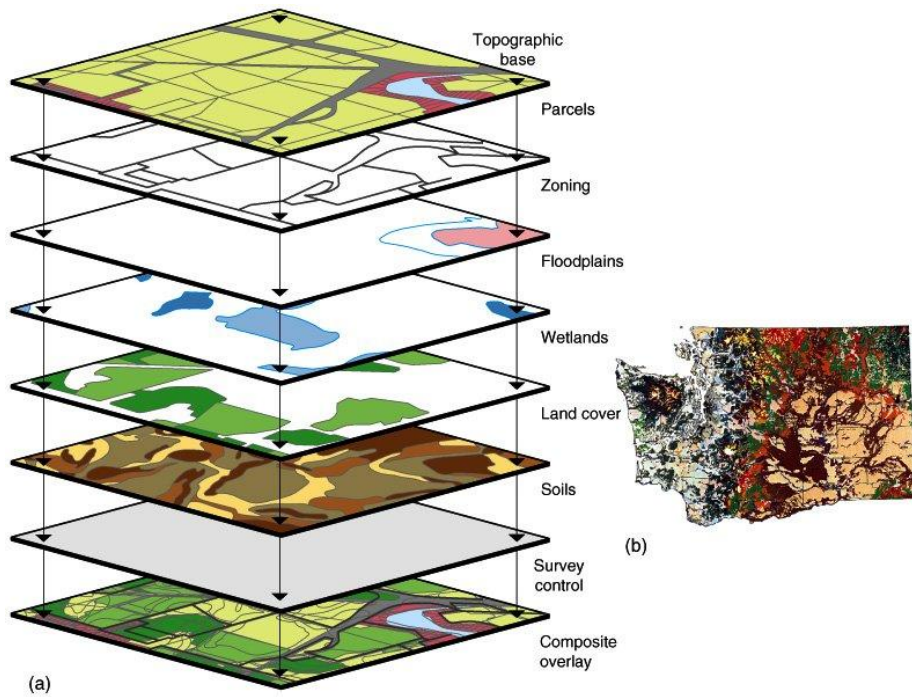 Topographic
base
Parcels
Zoning
Floodplains
Wetlands
Land cover
Soils
Survey
control
Composite
overlay
(a)
(b)